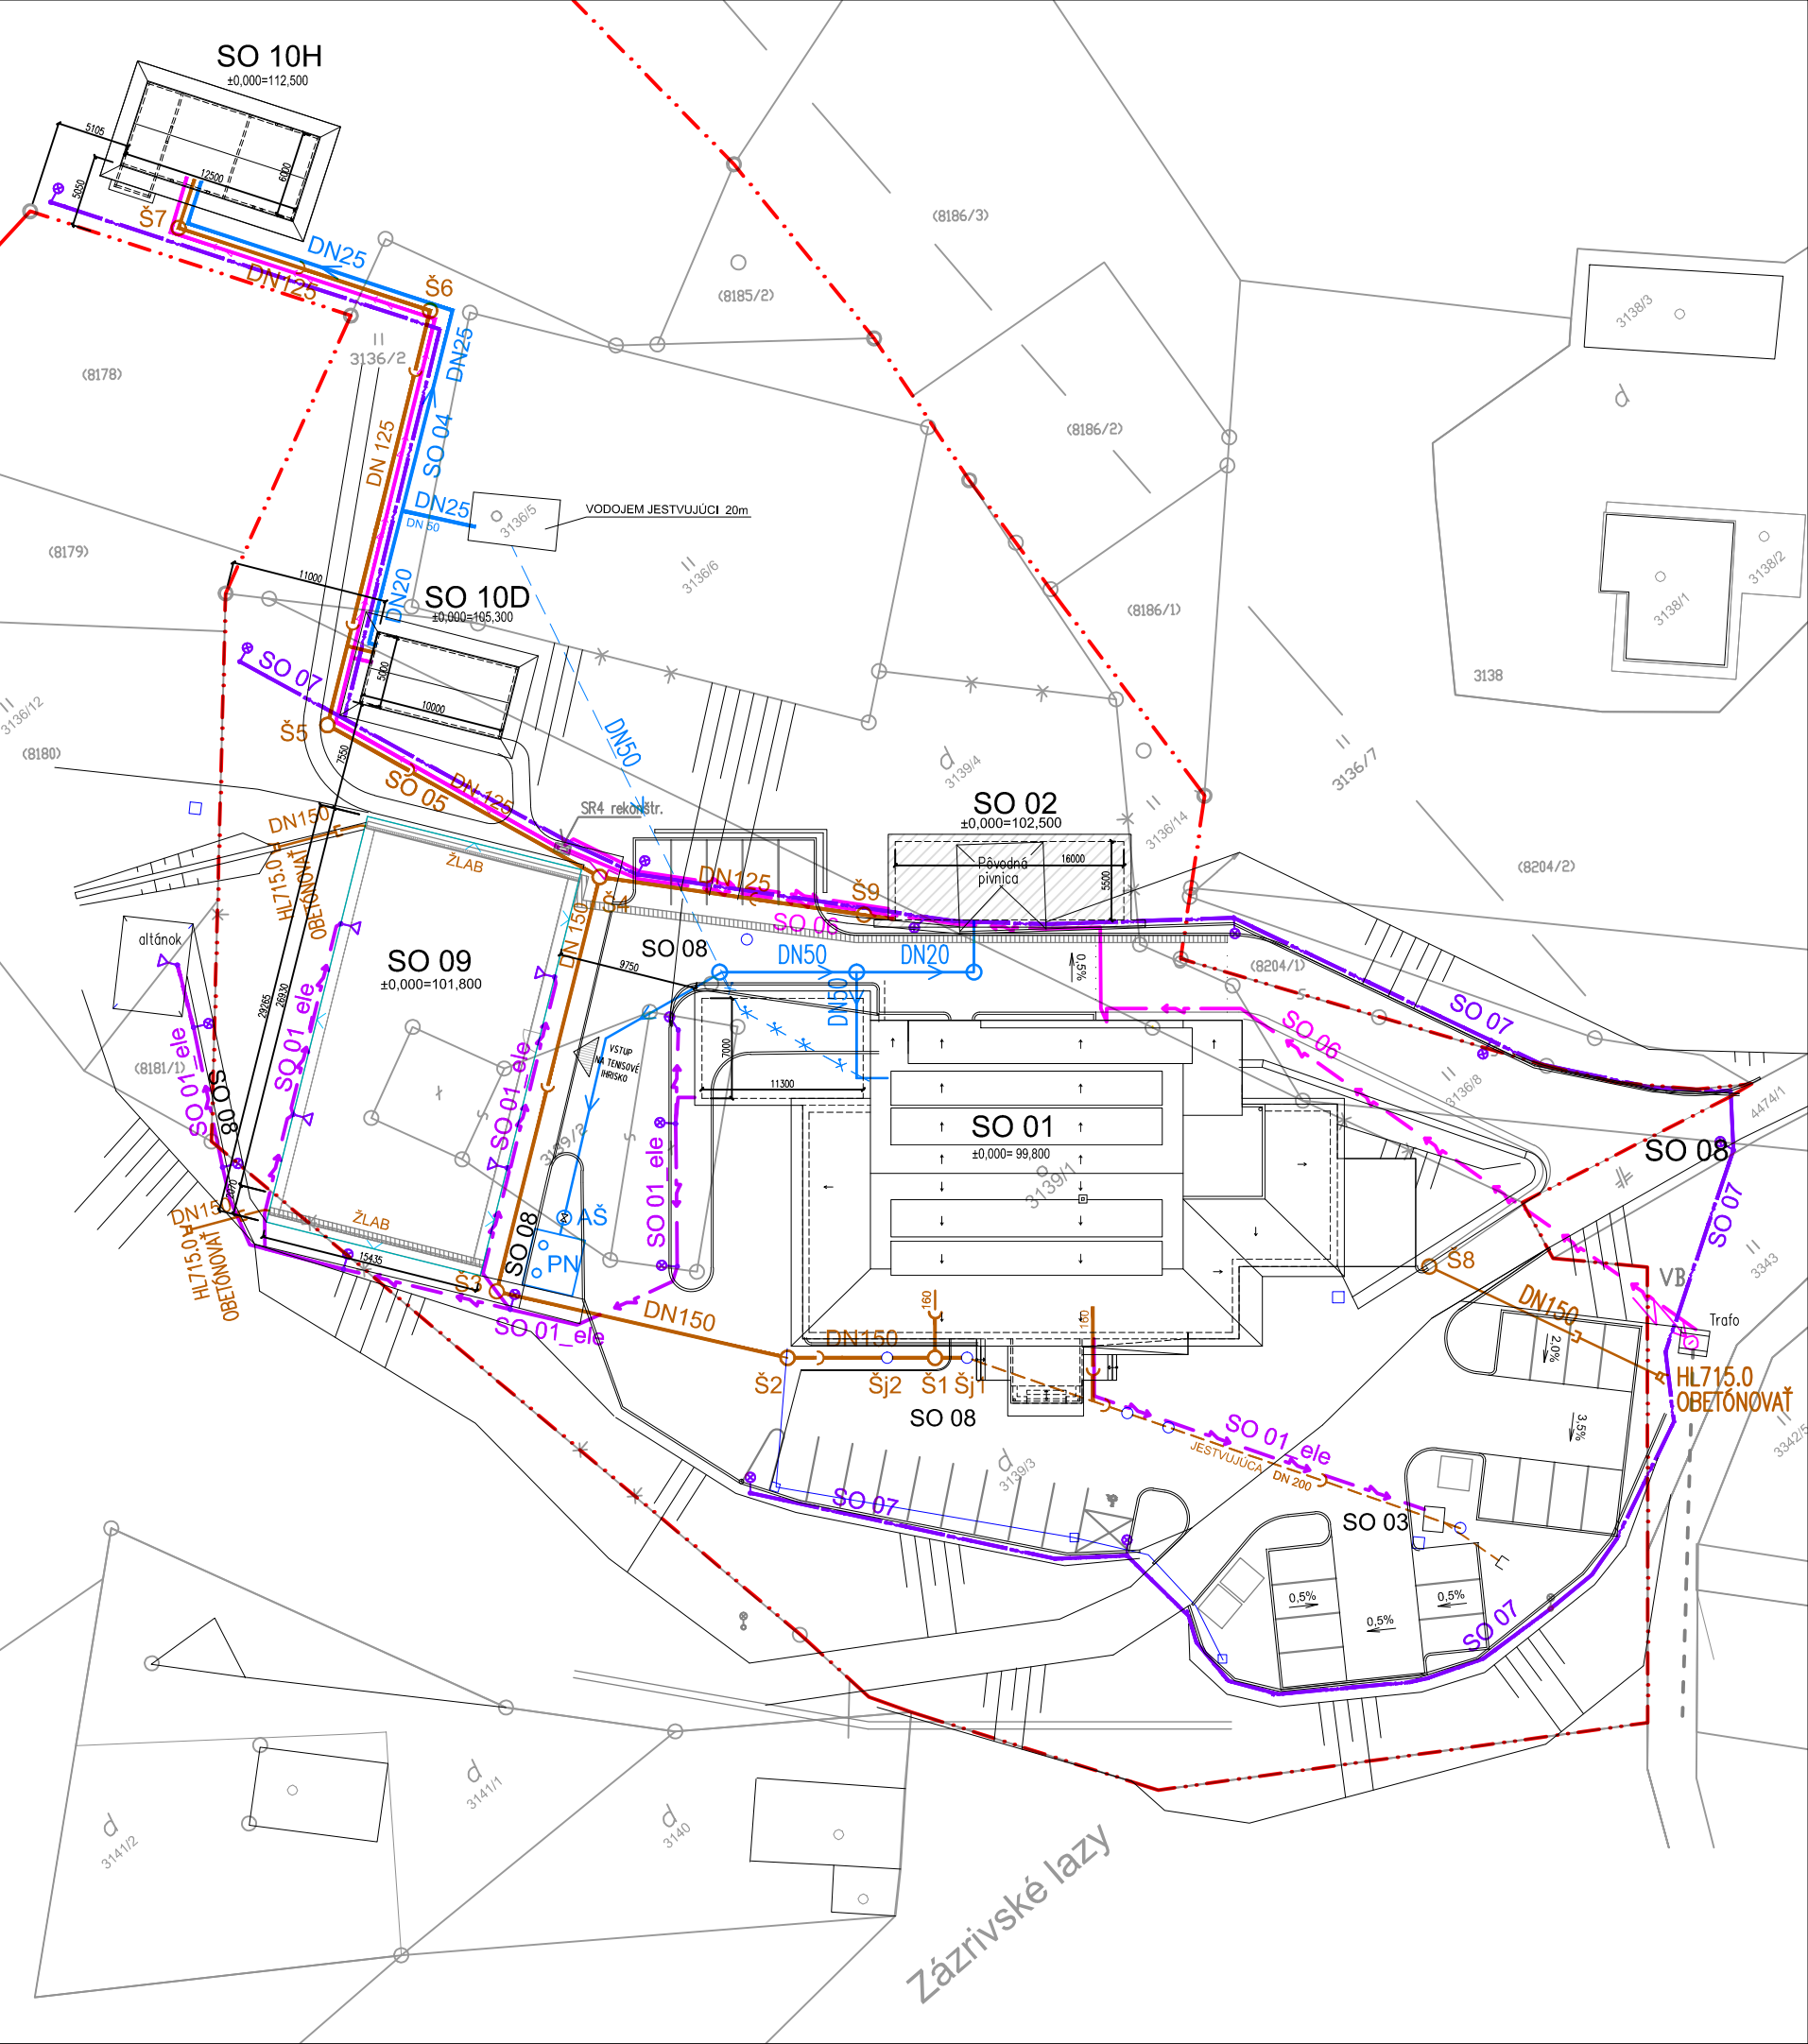 SO 10H
±0,000=112,500
5105
5050
12500
6000
Š7
DN25
DN125
Š6
DN25
3136/2
(8178)
(8186/3)
(8185/2)
(8186/2)
3138/3
d
DN 125
SO 04
DN25
DN 50
3136/5
VODOJEM JESTVUJÚCI 20m
(8179)
11000
DN20
SO 10D
±0,000=105,300
3136/6
(8186/1)
3138/2
3138/1
3138
SO 07
5000
10000
3136/12
(8180)
Š5
7550
DN50
d
3139/4
3136/7
SO 05
DN 125
SR4 rekonštr.
SO 02
±0,000=102,500
3136/14
DN150
HL715.0
OBETÓNOVAŤ
ŽLAB
Pôvodná
pivnica
16000
5500
(8204/2)
Š4
DN125
Š9
SO 06
altánok
SO 09
±0,000=101,800
DN 150
SO 08
9750
DN50
DN20
0,5%
(8204/1)
SO 07
29265
26930
SO 01_ele
SO 01_ele
SO 01_ele
DN50
SO 06
(8181/1)
SO 08
VSTUP
NA TENISOVÉ
IHRISKO
7000
11300
3136/8
4474/1
SO 01
±0,000= 99,800
3139/1
3139/2
SO 01_ele
SO 08
SO 07
2070
DN150
HL715.0
OBETÓNOVAŤ
ŽLAB
15435
SO 08
AŠ
PN
Š3
SO 01_ele
DN150
DN150
160
160
Š8
DN150
VB
3343
Trafo
2,0%
Š2
Šj2
Š1
Šj1
HL715.0
OBETÓNOVAŤ
SO 08
SO 01_ele
JESTVUJÚCA DN 200
3,5%
3342/5
d
3139/3
SO 07
SO 03
0,5%
0,5%
0,5%
SO 07
d
3141/1
d
3141/2
d
3140
Zázrivské lazy